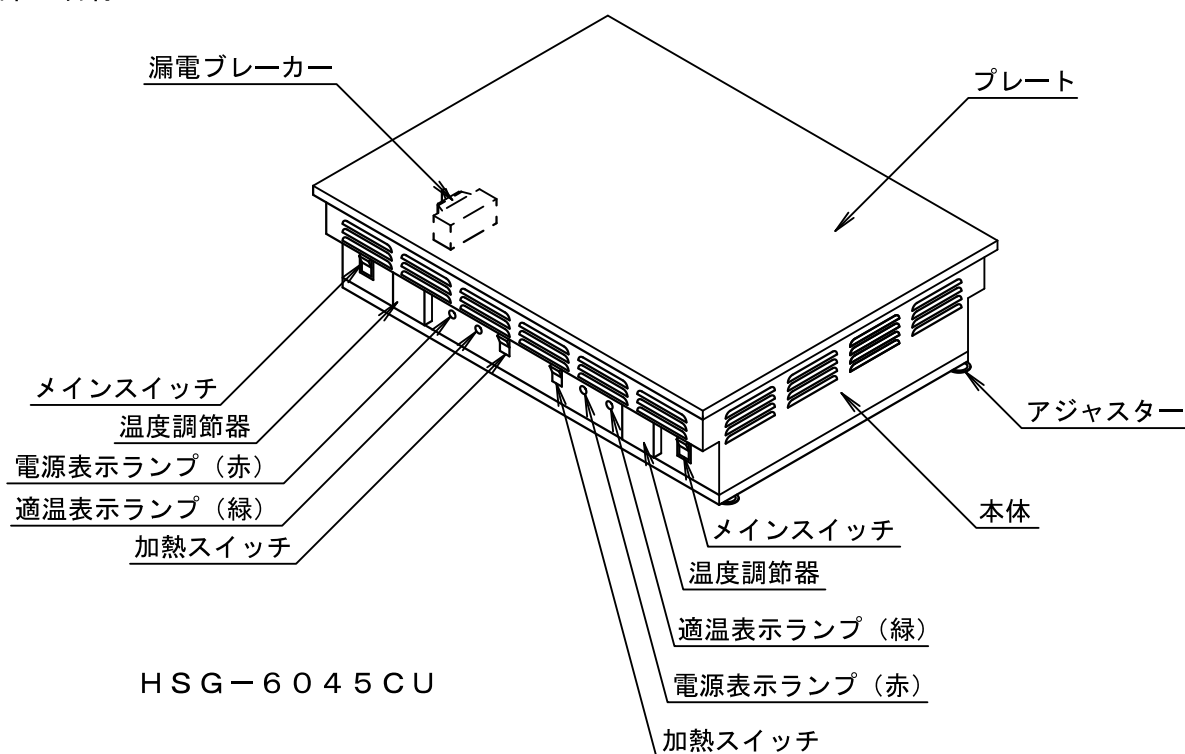 漏電ブレーカー
プレート
メインスイッチ
温度調節器
電源表示ランプ（赤）
適温表示ランプ（緑）
加熱スイッチ
アジャスター
本体
メインスイッチ
温度調節器
適温表示ランプ（緑）
電源表示ランプ（赤）
加熱スイッチ
ＨＳＧ－６０４５ＣＵ